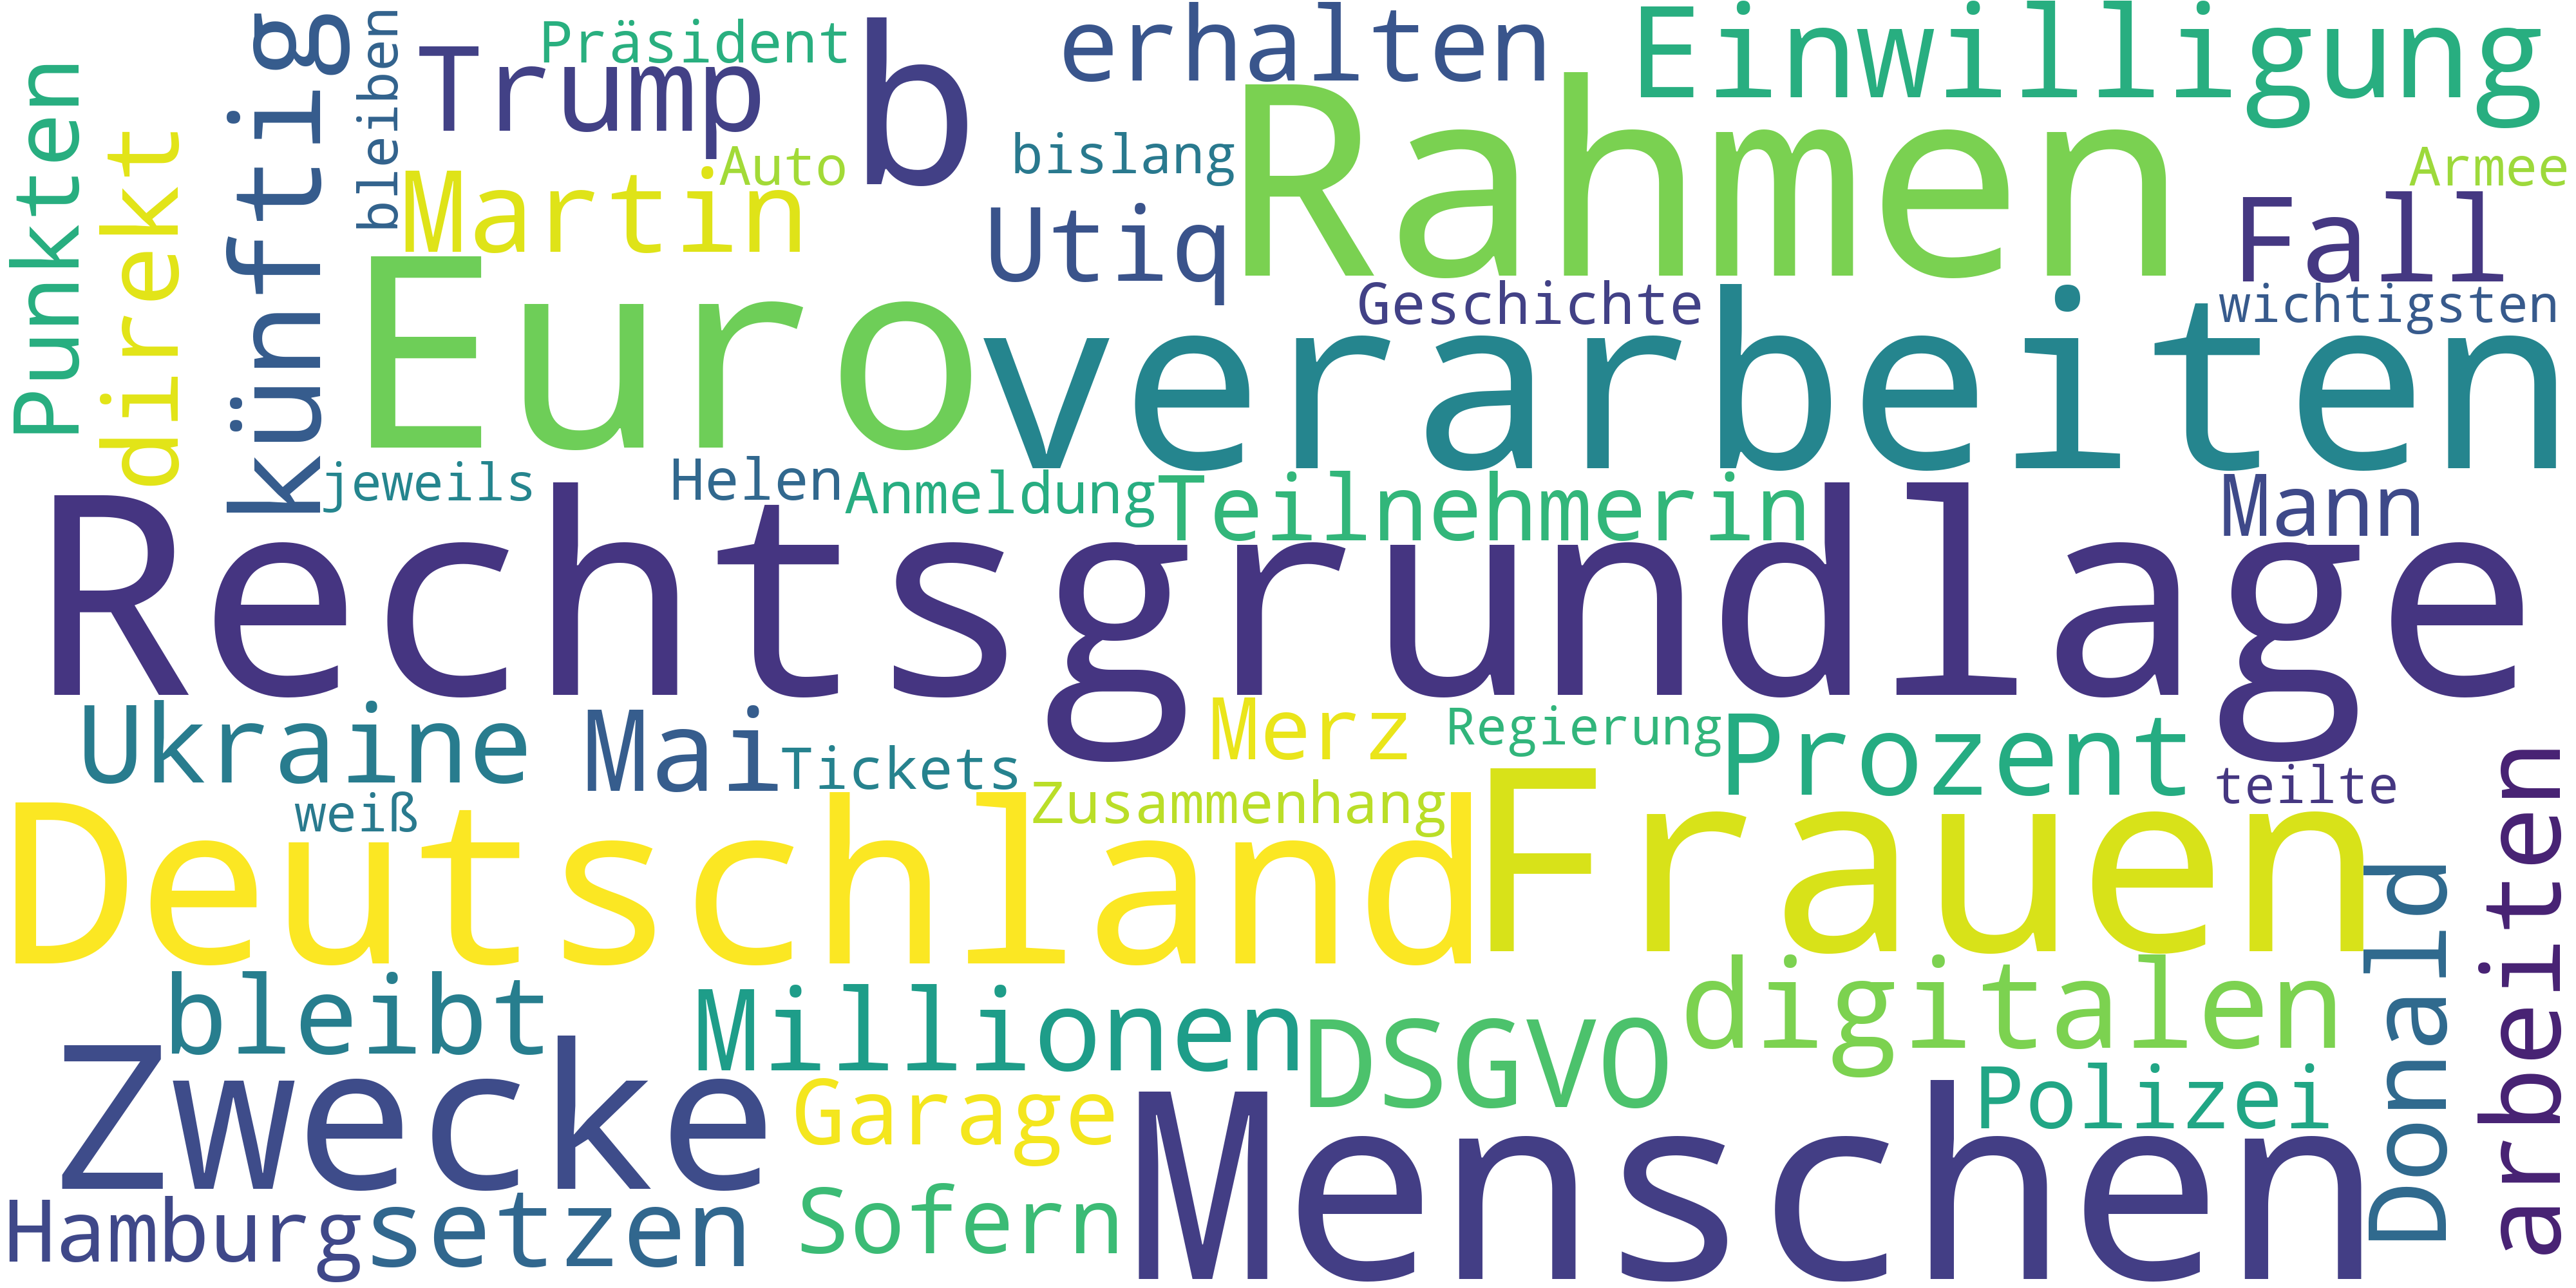 Punkten
direkt
künftig
bleiben
Trump
Präsident
b
erhalten
Einwilligung
Auto
Martin
bislang
Rahmen
Armee
Utiq
Fall
Euro
Geschichte
wichtigsten
verarbeiten
jeweils
Helen
Anmeldung
Teilnehmerin
Mann
Rechtsgrundlage
Ukraine
Mai
Tickets
Merz
Regierung
Prozent
weiß
Zusammenhang
teilte
Deutschland
Frauen
arbeiten
Donald
bleibt
Millionen
DSGVO
digitalen
Zwecke
Garage
Polizei
Menschen
Hamburg
setzen
Sofern